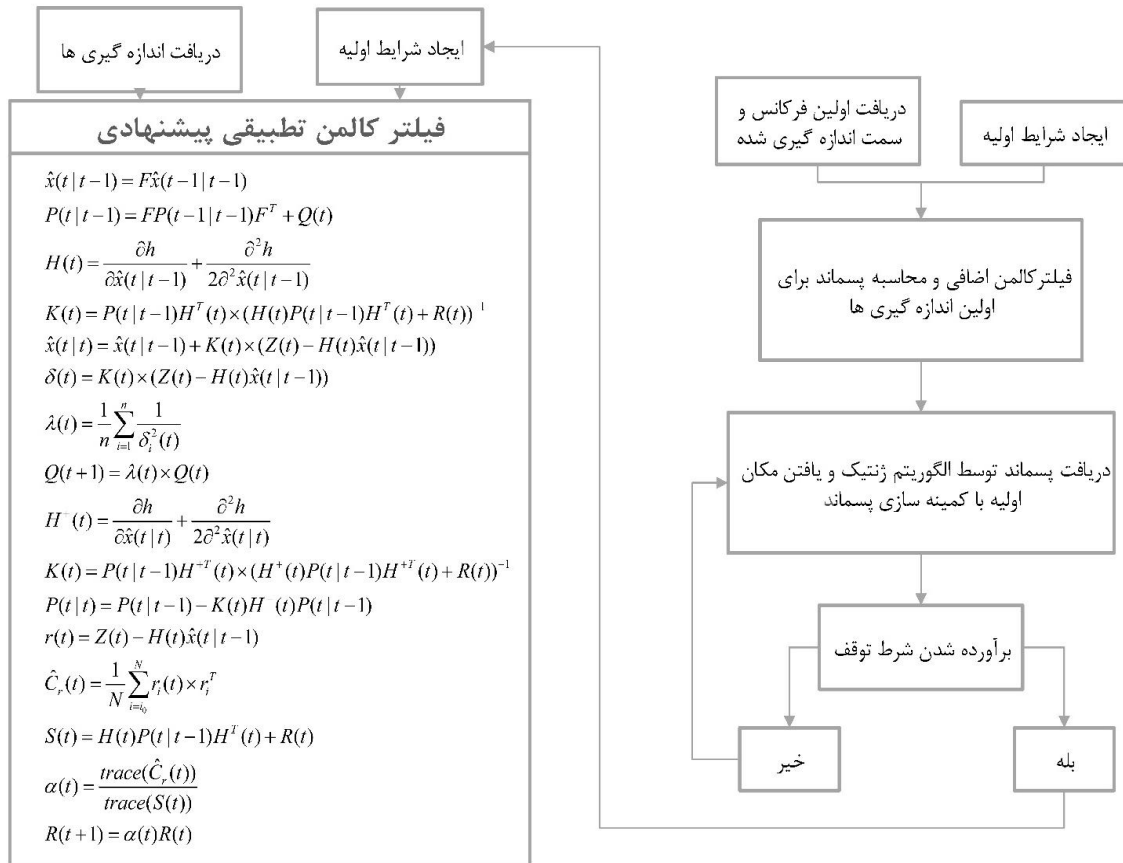 دریافت اندازه گیری ها
ایجاد شرایط اولیه
فیلتر کالمن تطبیقی پیشنهادی
x̂(t|t−1) = Fx̂(t−1|t−1)
P(t|t−1) = FP(t−1|t−1)F^T + Q(t)
H(t) = ∂h/∂x̂(t|t−1) + ∂²h/2∂²x̂(t|t−1)
K(t) = P(t|t−1)H^T(t)×(H(t)P(t|t−1)H^T(t) + R(t))^−1
x̂(t|t) = x̂(t|t−1) + K(t)×(Z(t) − H(t)x̂(t|t−1))
δ(t) = K(t)×(Z(t) − H(t)x̂(t|t−1))
λ(t) = 1/n ∑_{i=1}^{n} 1/δ_i²(t)
Q(t+1) = λ(t)×Q(t)
H^−(t) = ∂h/∂x̂(t|t) + ∂²h/2∂²x̂(t|t)
K(t) = P(t|t−1)H^{+T}(t)×(H^+(t)P(t|t−1)H^{+T}(t) + R(t))^−1
P(t|t) = P(t|t−1) − K(t)H^−(t)P(t|t−1)
r(t) = Z(t) − H(t)x̂(t|t−1)
Ĉ_r(t) = 1/N ∑_{i=i_0}^{N} r_i(t)×r_i^T
S(t) = H(t)P(t|t−1)H^T(t) + R(t)
α(t) = trace(Ĉ_r(t))/trace(S(t))
R(t+1) = α(t)R(t)
دریافت اولین فرکانس و
سمت اندازه گیری شده
ایجاد شرایط اولیه
فیلترکالمن اضافی و محاسبه پسماند برای
اولین اندازه گیری ها
دریافت پسماند توسط الگوریتم ژنتیک و یافتن مکان
اولیه با کمینه سازی پسماند
برآورده شدن شرط توقف
خیر
بله